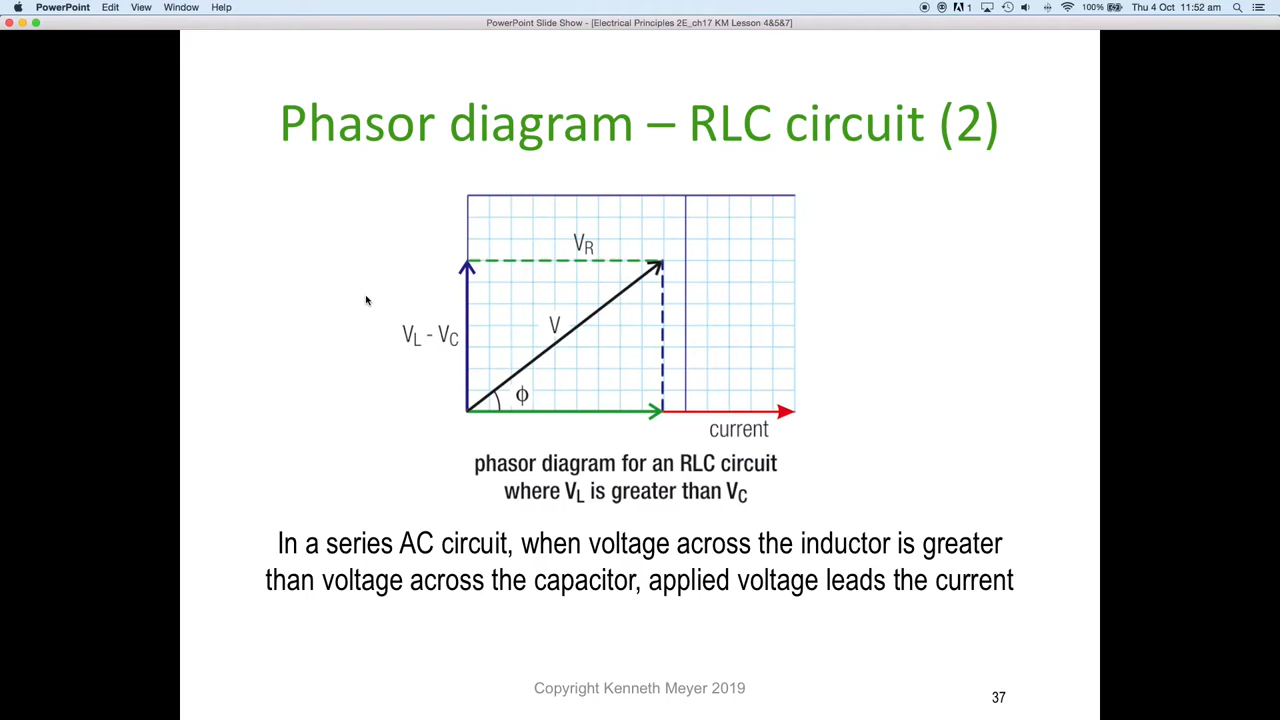 PowerPoint Edit View Window Help 1 100% Thu 4 Oct 11:52 am
PowerPoint Slide Show - [Electrical Principles 2E_ch17 KM Lesson 4&5&7]
Phasor diagram – RLC circuit (2)
VR
V
VL - VC
ϕ
current
phasor diagram for an RLC circuit
where VL is greater than VC
In a series AC circuit, when voltage across the inductor is greater
than voltage across the capacitor, applied voltage leads the current
Copyright Kenneth Meyer 2019
37